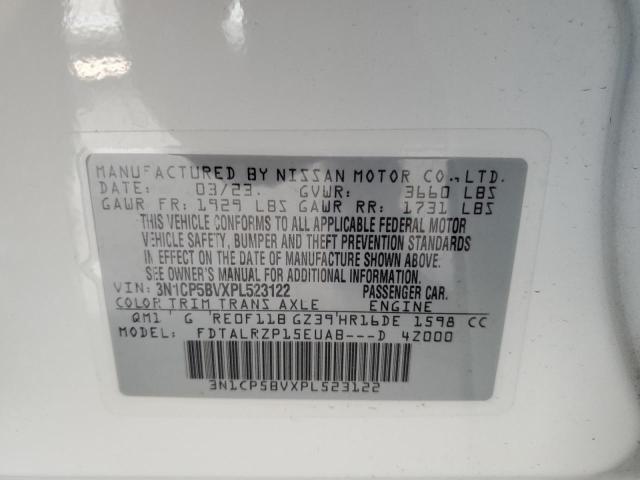 MANUFACTURED BY NISSAN MOTOR CO.,LTD.
DATE: 03/23. GVWR: 3660 LBS
GAWR FR: 1929 LBS GAWR RR: 1731 LBS
THIS VEHICLE CONFORMS TO ALL APPLICABLE FEDERAL MOTOR
VEHICLE SAFETY, BUMPER AND THEFT PREVENTION STANDARDS
IN EFFECT ON THE DATE OF MANUFACTURE SHOWN ABOVE.
SEE OWNER'S MANUAL FOR ADDITIONAL INFORMATION.
VIN: 3N1CP5BVXPL523122 PASSENGER CAR.
COLOR TRIM TRANS AXLE ENGINE
QM1 G RE0F11B GZ39 HR16DE 1598 CC
MODEL: FDTALRZP15EUAB---D 4Z000
3N1CP5BVXPL523122